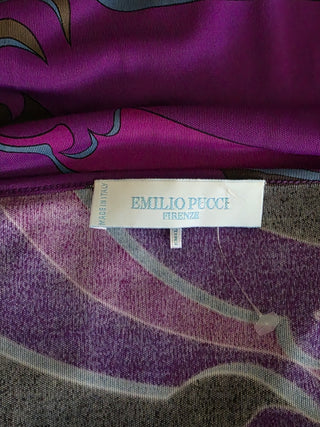 MADE IN ITALY
EMILIO PUCCI
FIRENZE